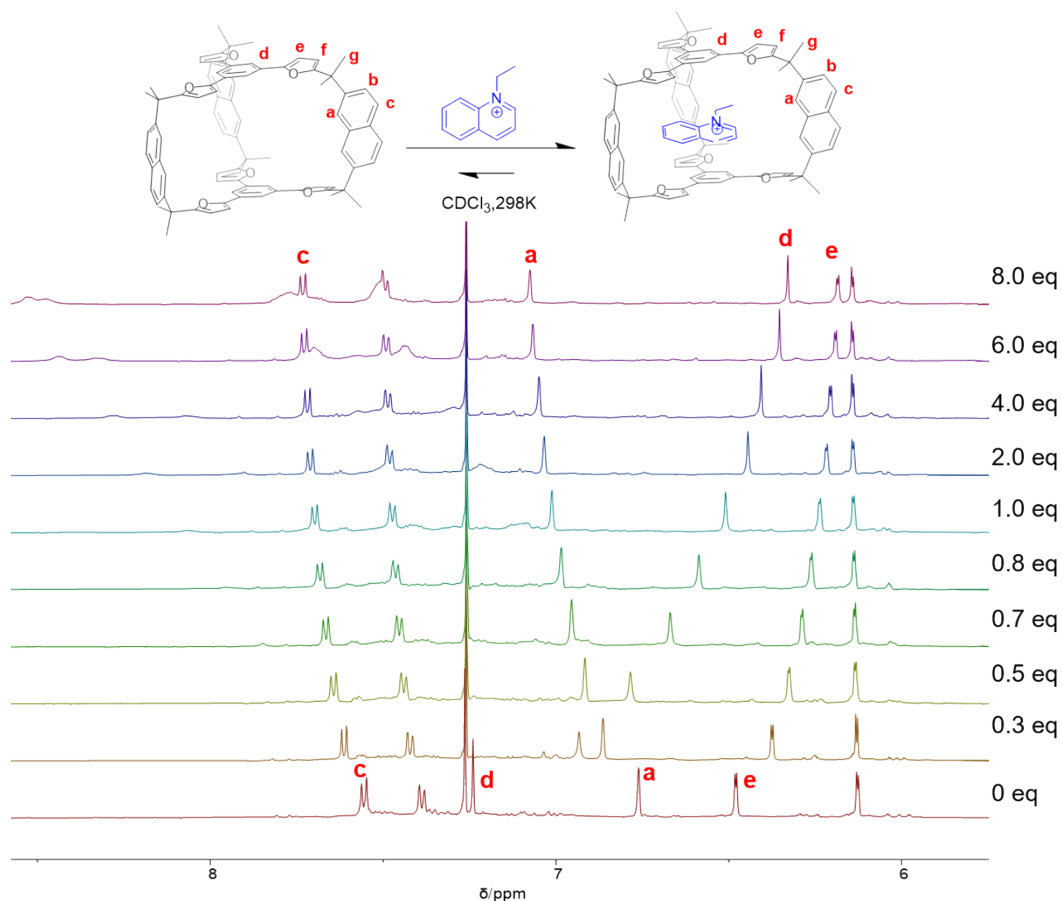 d e f g b c a
N +
O O O O O O
CDCl3,298K
d e f g b c a
N +
O O O O O O
c a d e 8.0 eq
6.0 eq
4.0 eq
2.0 eq
1.0 eq
0.8 eq
0.7 eq
0.5 eq
0.3 eq
c d a e 0 eq
8 7 6
δ/ppm